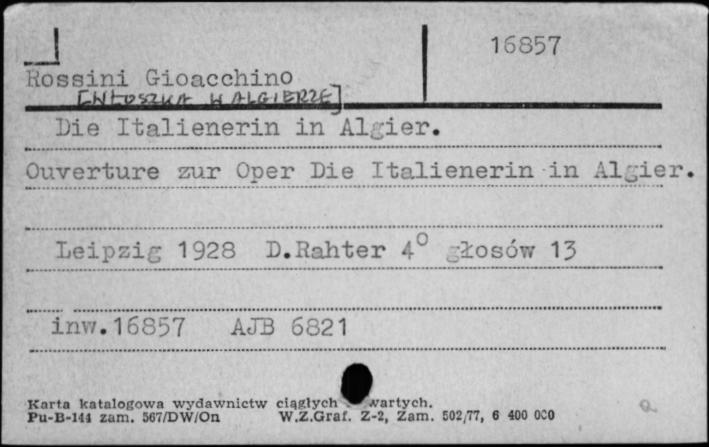 16857
Rossini Gioacchino
[WŁOSZKA W ALGIERZE]
Die Italienerin in Algier.
Ouverture zur Oper Die Italienerin in Algier.
Leipzig 1928 D.Rahter 4° głosów 13
inw.16857 AJB 6821
Karta katalogowa wydawnictw ciągłych wartych.
Pu-B-144 zam. 567/DW/On W.Z.Graf. Z-2, Zam. 502/77, 6 400 000